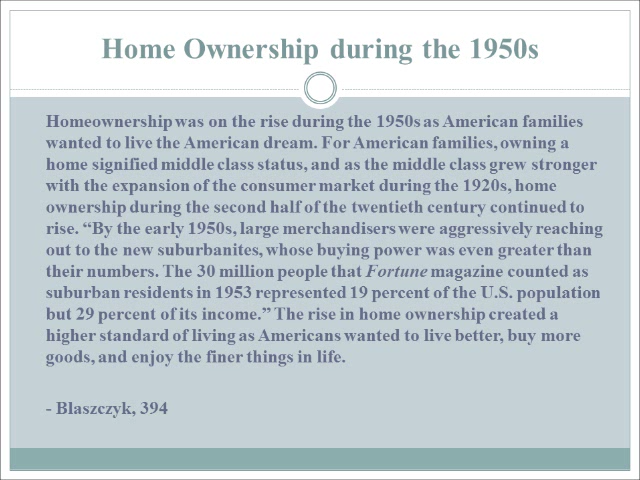 Home Ownership during the 1950s
Homeownership was on the rise during the 1950s as American families
wanted to live the American dream. For American families, owning a
home signified middle class status, and as the middle class grew stronger
with the expansion of the consumer market during the 1920s, home
ownership during the second half of the twentieth century continued to
rise. “By the early 1950s, large merchandisers were aggressively reaching
out to the new suburbanites, whose buying power was even greater than
their numbers. The 30 million people that Fortune magazine counted as
suburban residents in 1953 represented 19 percent of the U.S. population
but 29 percent of its income.” The rise in home ownership created a
higher standard of living as Americans wanted to live better, buy more
goods, and enjoy the finer things in life.
- Blaszczyk, 394